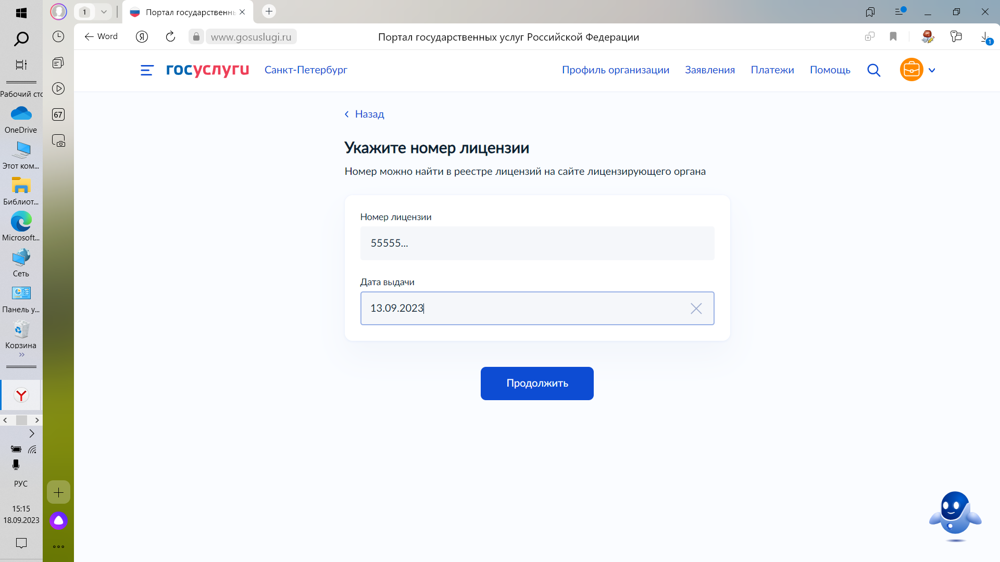 1
Портал государственн
Word
Я
www.gosuslugi.ru
Портал государственных услуг Российской Федерации
1
госуслуги
Санкт-Петербург
Профиль организации
Заявления
Платежи
Помощь
Назад
Укажите номер лицензии
Номер можно найти в реестре лицензий на сайте лицензирующего органа
Номер лицензии
55555...
Дата выдачи
13.09.2023
Продолжить
Рабочий сто
OneDrive
Этот ком...
Библиот...
Microsoft...
Сеть
Панель у...
Корзина
67
РУС
15:15
18.09.2023